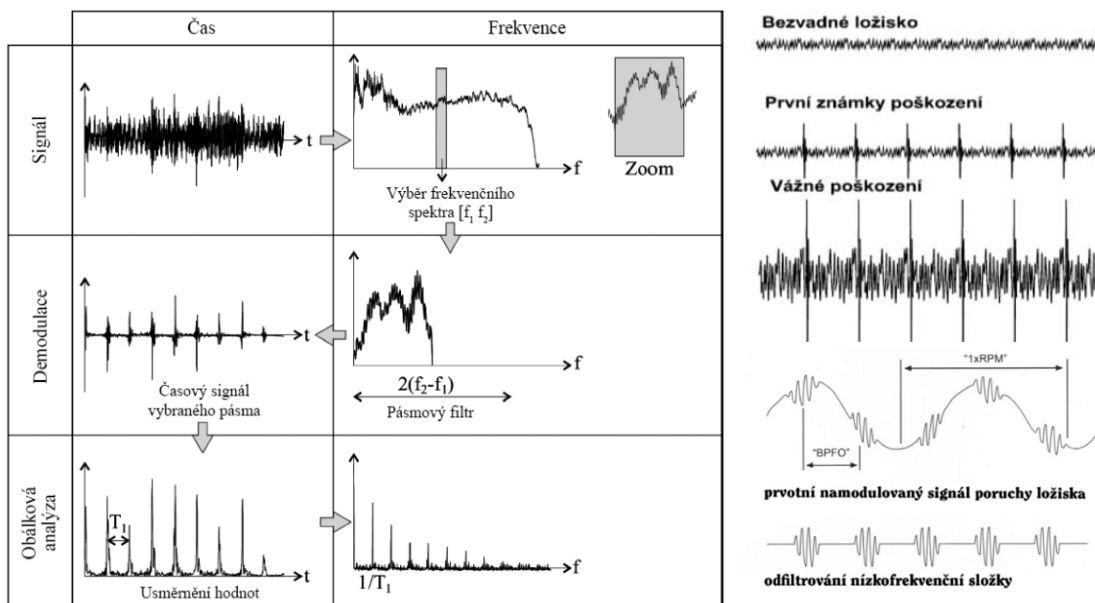 Čas
Frekvence
Signál
t
f
Zoom
Výběr frekvenčního
spektra [f₁ f₂]
Demodulace
t
Časový signál
vybraného pásma
f
2(f₂-f₁)
Pásmový filtr
Obálková
analýza
T₁
t
Usměrnění hodnot
1/T₁
f
Bezvadné ložisko
První známky poškození
Vážné poškození
"1xRPM"
"BPFO"
prvotní namodulovaný signál poruchy ložiska
odfiltrování nízkofrekvenční složky